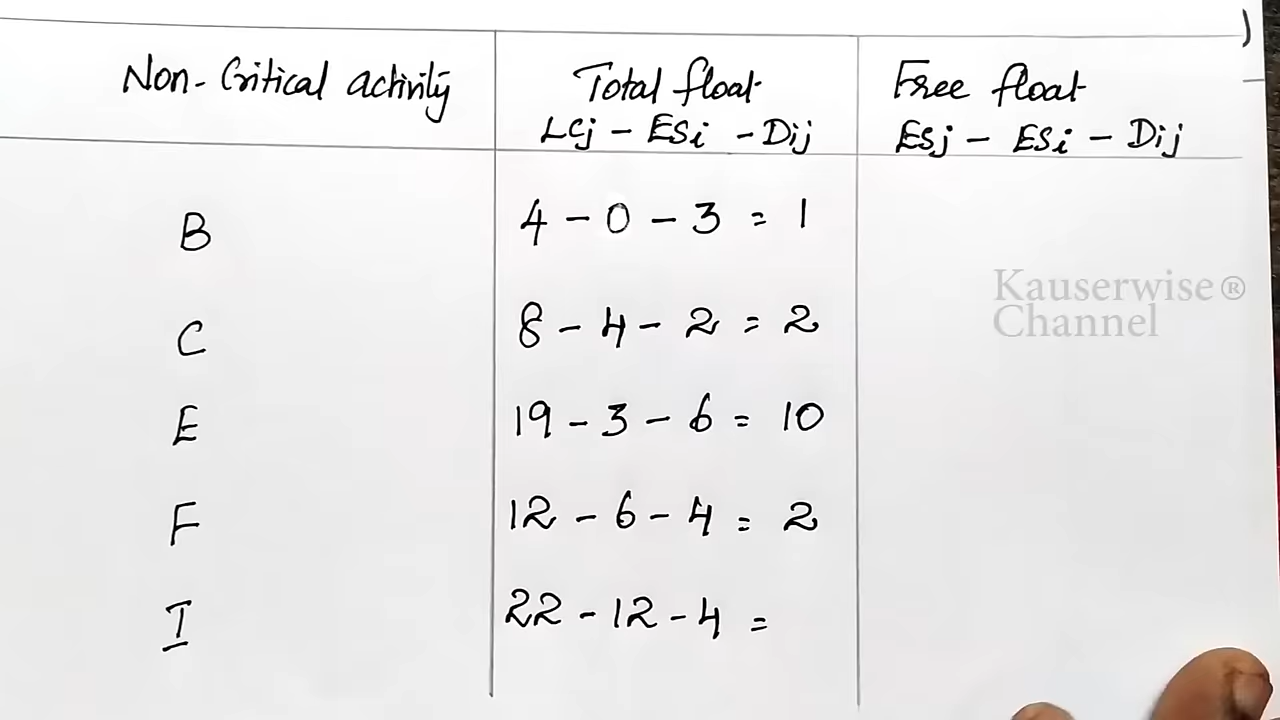 Non-Critical activity
Total float
LCj - ESi - Dij
Free float
ESj - ESi - Dij
B
4 - 0 - 3 = 1
Kauserwise®
Channel
C
8 - 4 - 2 = 2
E
19 - 3 - 6 = 10
F
12 - 6 - 4 = 2
I
22 - 12 - 4 =